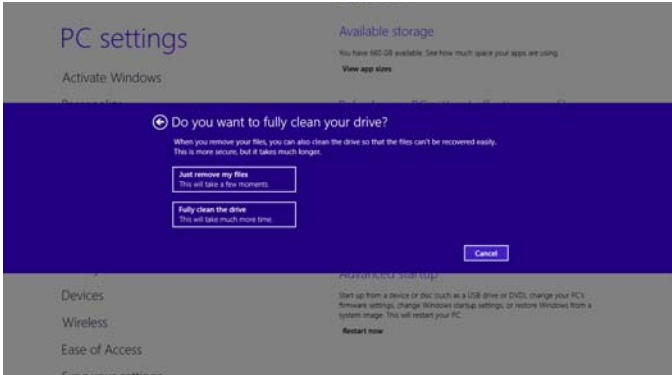 PC settings
Activate Windows
Devices
Wireless
Ease of Access
Available storage
You have 660 GB available. See how much space your apps are using.
View app sizes
Do you want to fully clean your drive?
When you remove your files, you can also clean the drive so that the files can't be recovered easily.
This is more secure, but it takes much longer.
Just remove my files
This will take a few moments.
Fully clean the drive
This will take much more time.
Cancel
Advanced startup
Start up from a device or disc (such as a USB drive or DVD), change your PC's
firmware settings, change Windows startup settings, or restore Windows from a
system image. This will restart your PC.
Restart now